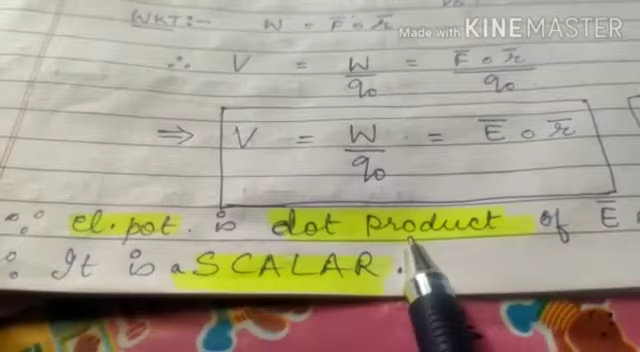 WKT:- W = F o r̄
Made with KINEMASTER
∴ V = W/q₀ = F̄ o r̄/q₀
⇒ V = W/q₀ = E̅ o r̄
∵ el. pot. is dot product of E̅
∴ It is a SCALAR.